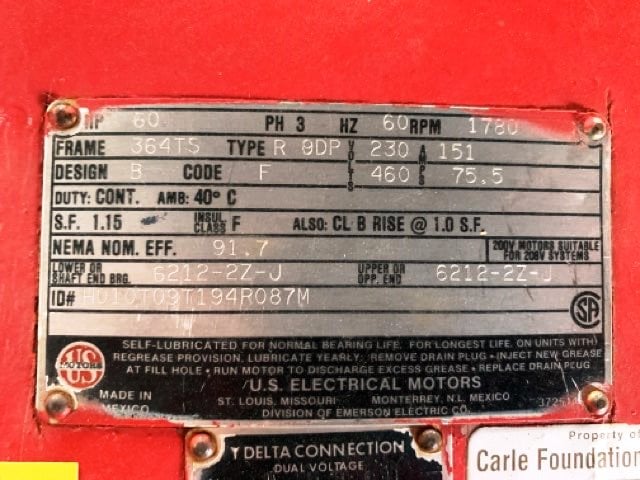 HP 60 PH 3 HZ 60 RPM 1780
FRAME 364TS TYPE R 9DP VOLTS 230 AMPS 151
DESIGN B CODE F 460 75.5
DUTY: CONT. AMB: 40° C
S.F. 1.15 INSUL CLASS F ALSO: CL B RISE @ 1.0 S.F.
NEMA NOM. EFF. 91.7 200V MOTORS SUITABLE FOR 208V SYSTEMS
LOWER OR SHAFT END BRG. 6212-2Z-J UPPER OR OPP. END 6212-2Z-J
ID# H010T09T194R087M
SA
SELF-LUBRICATED FOR NORMAL BEARING LIFE. FOR LONGEST LIFE, ON UNITS WITH
REGREASE PROVISION, LUBRICATE YEARLY: REMOVE DRAIN PLUG • INJECT NEW GREASE
AT FILL HOLE • RUN MOTOR TO DISCHARGE EXCESS GREASE • REPLACE DRAIN PLUG
US MOTORS
U.S. ELECTRICAL MOTORS
MADE IN MEXICO ST. LOUIS, MISSOURI MONTERREY, N.L. MEXICO
DIVISION OF EMERSON ELECTRIC CO.
Y DELTA CONNECTION
DUAL VOLTAGE
Property of
Carle Foundation